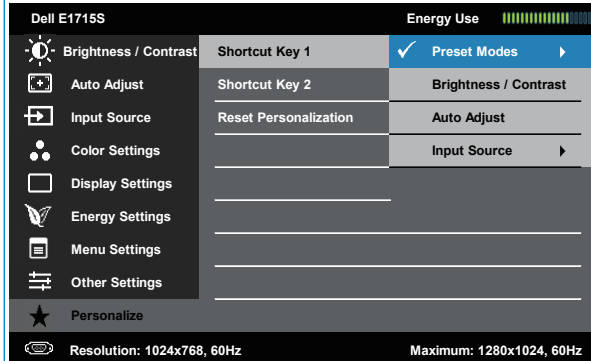 Dell E1715S Energy Use
Brightness / Contrast Shortcut Key 1 Preset Modes
Auto Adjust Shortcut Key 2 Brightness / Contrast
Input Source Reset Personalization Auto Adjust
Color Settings Input Source
Display Settings
Energy Settings
Menu Settings
Other Settings
Personalize
Resolution: 1024x768, 60Hz Maximum: 1280x1024, 60Hz